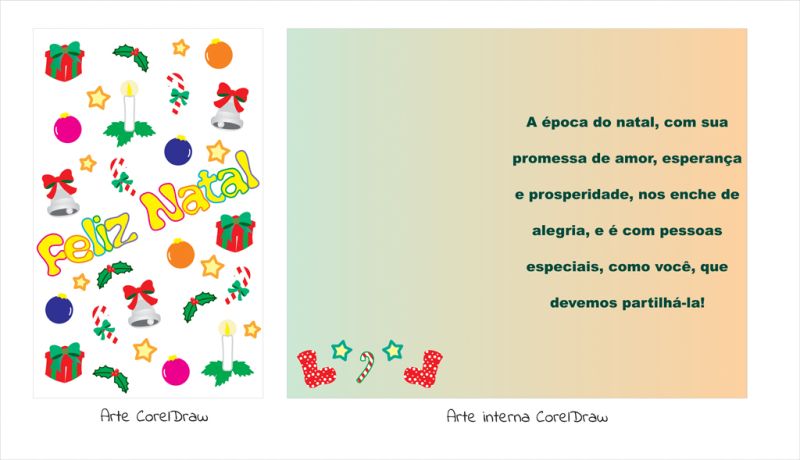 Feliz Natal
A época do natal, com sua
promessa de amor, esperança
e prosperidade, nos enche de
alegria, e é com pessoas
especiais, como você, que
devemos partilhá-la!
Arte CorelDraw
Arte interna CorelDraw